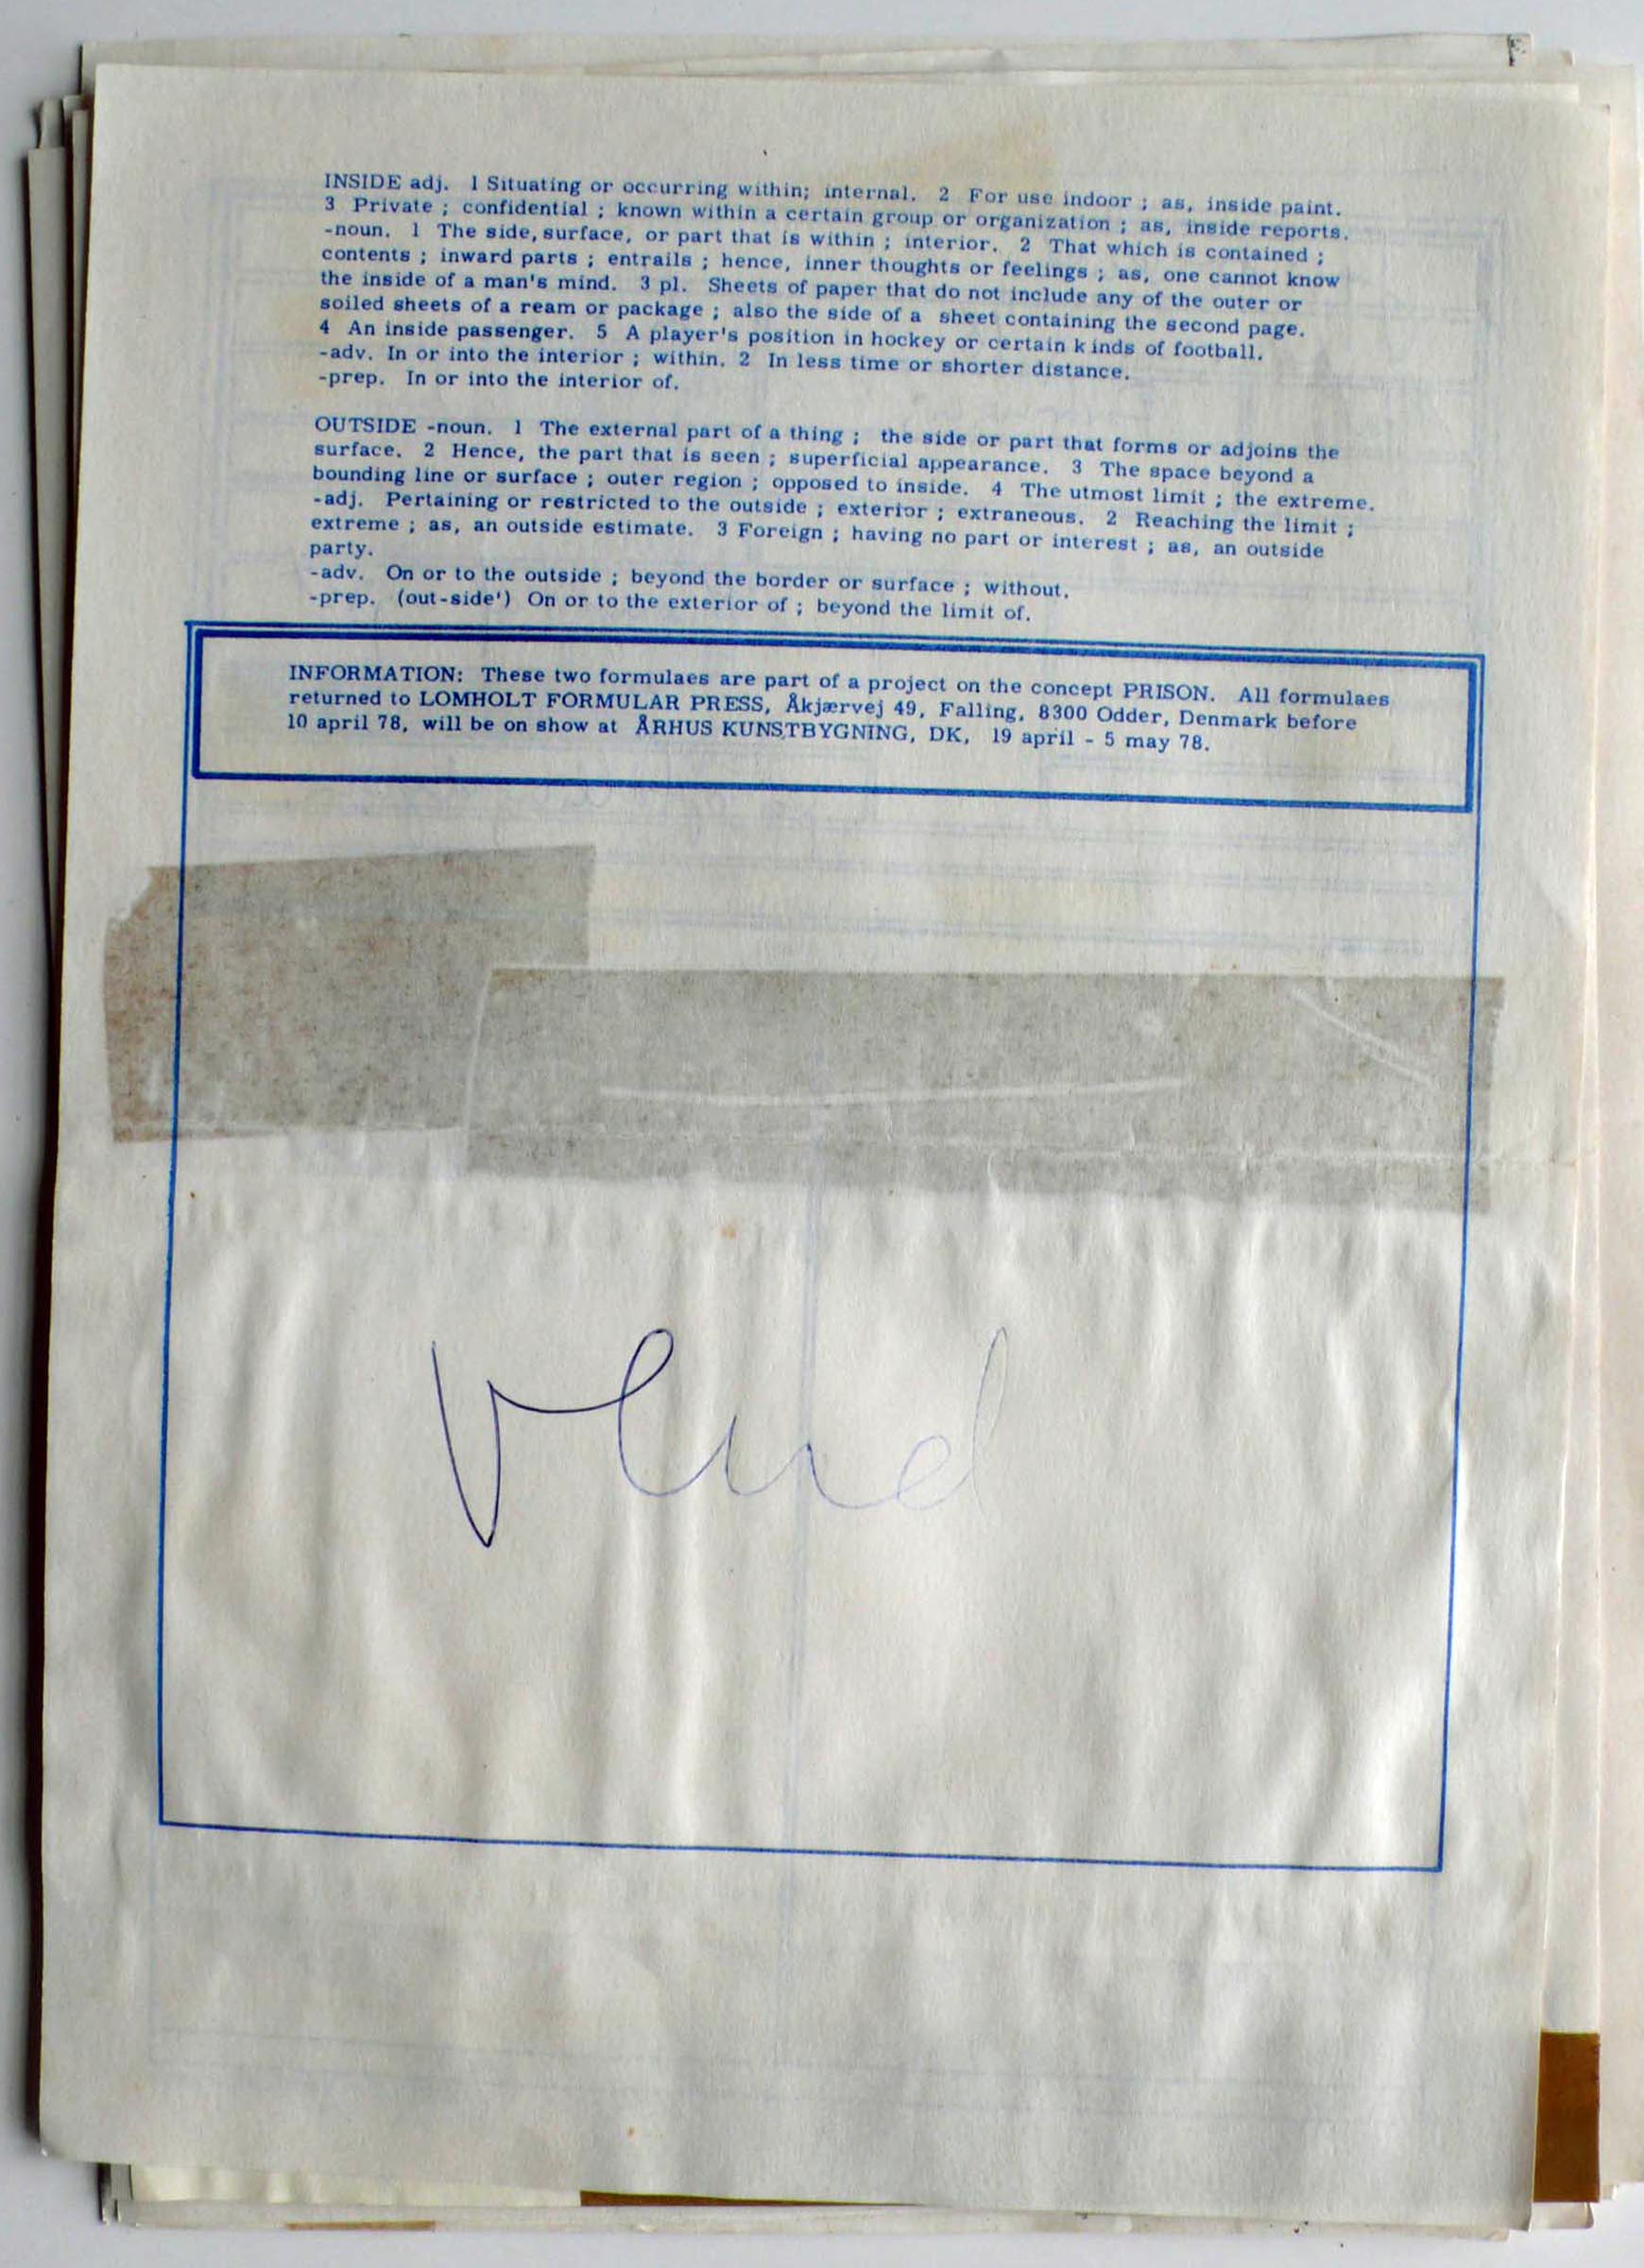 INSIDE adj. 1 Situating or occurring within; internal. 2 For use indoor ; as, inside paint.
3 Private ; confidential ; known within a certain group or organization ; as, inside reports.
-noun. 1 The side, surface, or part that is within ; interior. 2 That which is contained ;
contents ; inward parts ; entrails ; hence, inner thoughts or feelings ; as, one cannot know
the inside of a man's mind. 3 pl. Sheets of paper that do not include any of the outer or
soiled sheets of a ream or package ; also the side of a sheet containing the second page.
4 An inside passenger. 5 A player's position in hockey or certain kinds of football.
-adv. In or into the interior ; within. 2 In less time or shorter distance.
-prep. In or into the interior of.
OUTSIDE -noun. 1 The external part of a thing ; the side or part that forms or adjoins the
surface. 2 Hence, the part that is seen ; superficial appearance. 3 The space beyond a
bounding line or surface ; outer region ; opposed to inside. 4 The utmost limit ; the extreme.
-adj. Pertaining or restricted to the outside ; exterior ; extraneous. 2 Reaching the limit ;
extreme ; as, an outside estimate. 3 Foreign ; having no part or interest ; as, an outside
party.
-adv. On or to the outside ; beyond the border or surface ; without.
-prep. (out-side') On or to the exterior of ; beyond the limit of.
INFORMATION: These two formulaes are part of a project on the concept PRISON. All formulaes
returned to LOMHOLT FORMULAR PRESS, Åkjærvej 49, Falling, 8300 Odder, Denmark before
10 april 78, will be on show at ÅRHUS KUNSTBYGNING, DK, 19 april - 5 may 78.
Vend